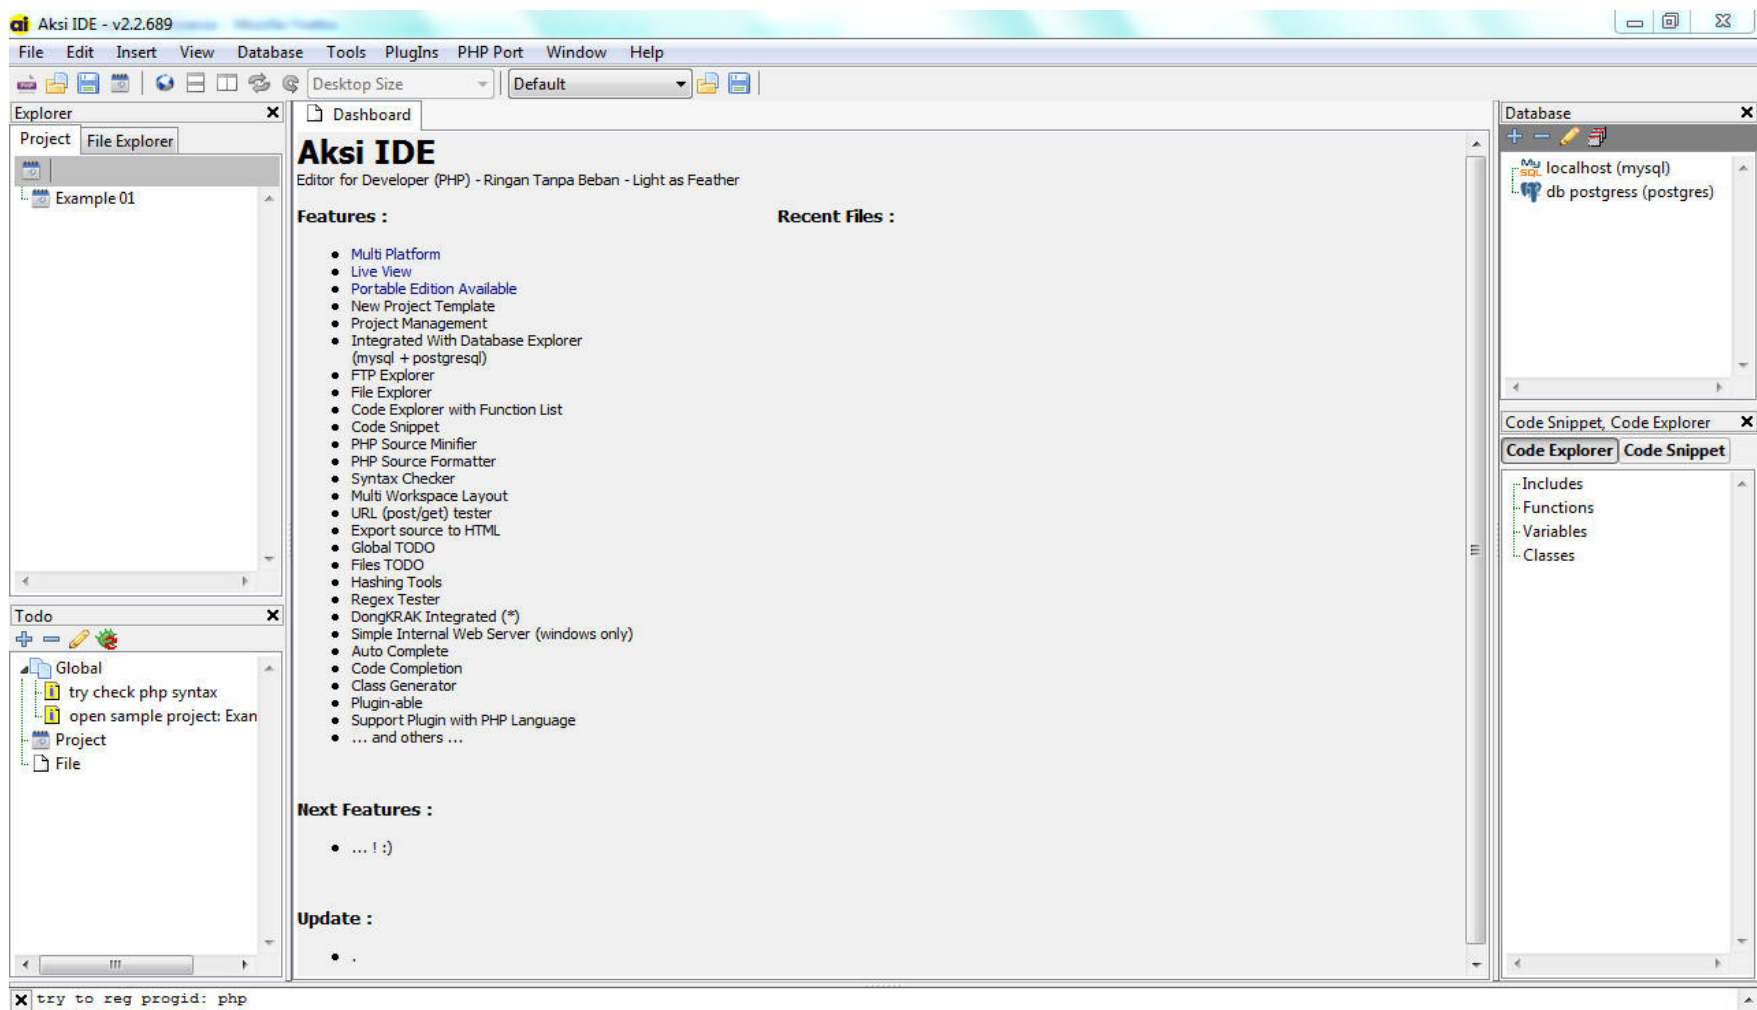 ai Aksi IDE - v2.2.689
File Edit Insert View Database Tools PlugIns PHP Port Window Help
Desktop Size
Default
Explorer
Project File Explorer
Example 01
Todo
Global
try check php syntax
open sample project: Exan
Project
File
Dashboard
Aksi IDE
Editor for Developer (PHP) - Ringan Tanpa Beban - Light as Feather
Features :
Multi Platform
Live View
Portable Edition Available
New Project Template
Project Management
Integrated With Database Explorer
(mysql + postgresql)
FTP Explorer
File Explorer
Code Explorer with Function List
Code Snippet
PHP Source Minifier
PHP Source Formatter
Syntax Checker
Multi Workspace Layout
URL (post/get) tester
Export source to HTML
Global TODO
Files TODO
Hashing Tools
Regex Tester
DongKRAK Integrated (*)
Simple Internal Web Server (windows only)
Auto Complete
Code Completion
Class Generator
Plugin-able
Support Plugin with PHP Language
... and others ...
Next Features :
... ! :)
Update :
.
Recent Files :
Database
My SQL localhost (mysql)
db postgress (postgres)
Code Snippet, Code Explorer
Code Explorer Code Snippet
Includes
Functions
Variables
Classes
try to reg progid: php